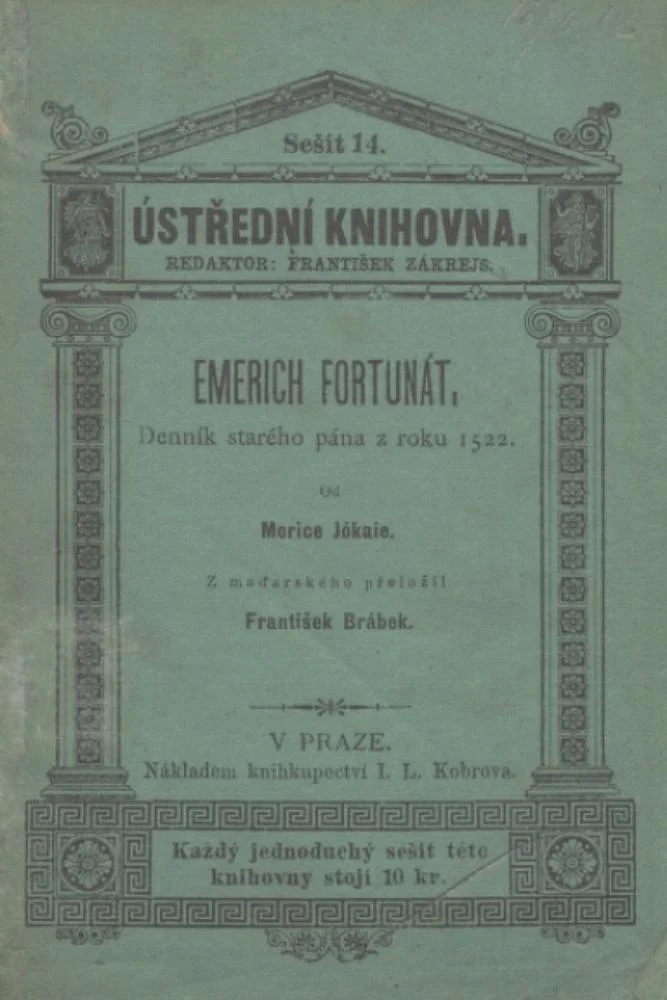 Sešit 14.
ÚSTŘEDNÍ KNIHOVNA.
REDAKTOR: FRANTIŠEK ZÁKREJS.
EMERICH FORTUNÁT,
Denník starého pána z roku 1522.
Od
Morice Jókaie.
Z maďarského přeložil
František Brábek.
V PRAZE.
Nákladem knihkupectví I. L. Kobrova.
Každý jednoduchý sešit této
knihovny stojí 10 kr.